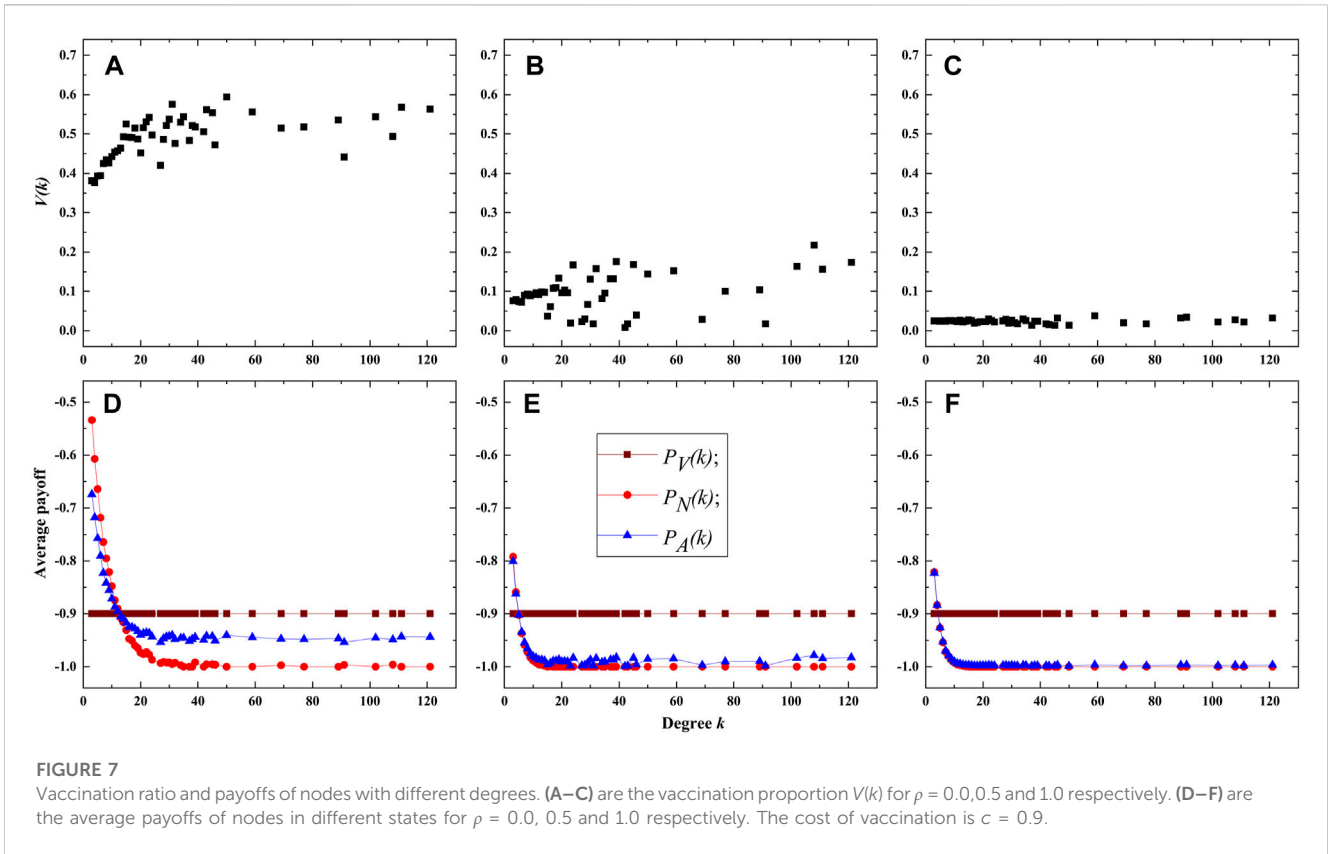 A
B
C
V(k)
0.7
0.6
0.5
0.4
0.3
0.2
0.1
0.0
0 20 40 60 80 100 120
0.7
0.6
0.5
0.4
0.3
0.2
0.1
0.0
0 20 40 60 80 100 120
0.7
0.6
0.5
0.4
0.3
0.2
0.1
0.0
0 20 40 60 80 100 120
D
E
F
Average payoff
-0.5
-0.6
-0.7
-0.8
-0.9
-1.0
0 20 40 60 80 100 120
-0.5
-0.6
-0.7
-0.8
-0.9
-1.0
0 20 40 60 80 100 120
-0.5
-0.6
-0.7
-0.8
-0.9
-1.0
0 20 40 60 80 100 120
P_V(k);
P_N(k);
P_A(k)
Degree k
FIGURE 7
Vaccination ratio and payoffs of nodes with different degrees. (A–C) are the vaccination proportion V(k) for ρ = 0.0,0.5 and 1.0 respectively. (D–F) are
the average payoffs of nodes in different states for ρ = 0.0, 0.5 and 1.0 respectively. The cost of vaccination is c = 0.9.